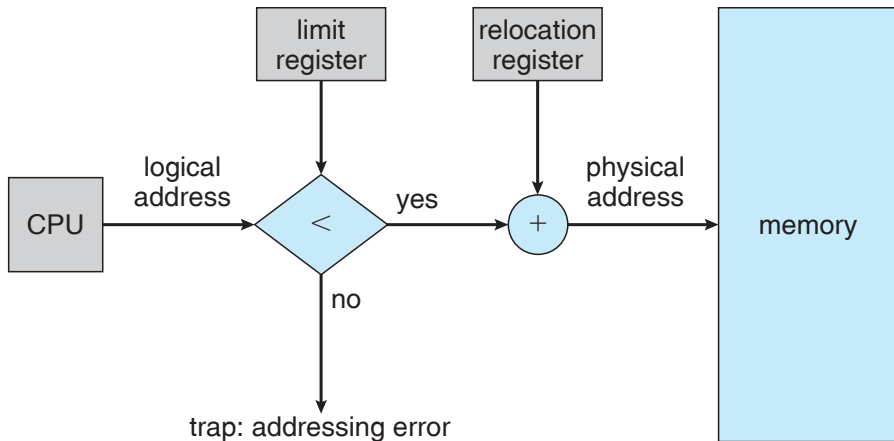 limit
register
relocation
register
logical
address
physical
address
CPU
<
yes
+
memory
no
trap: addressing error